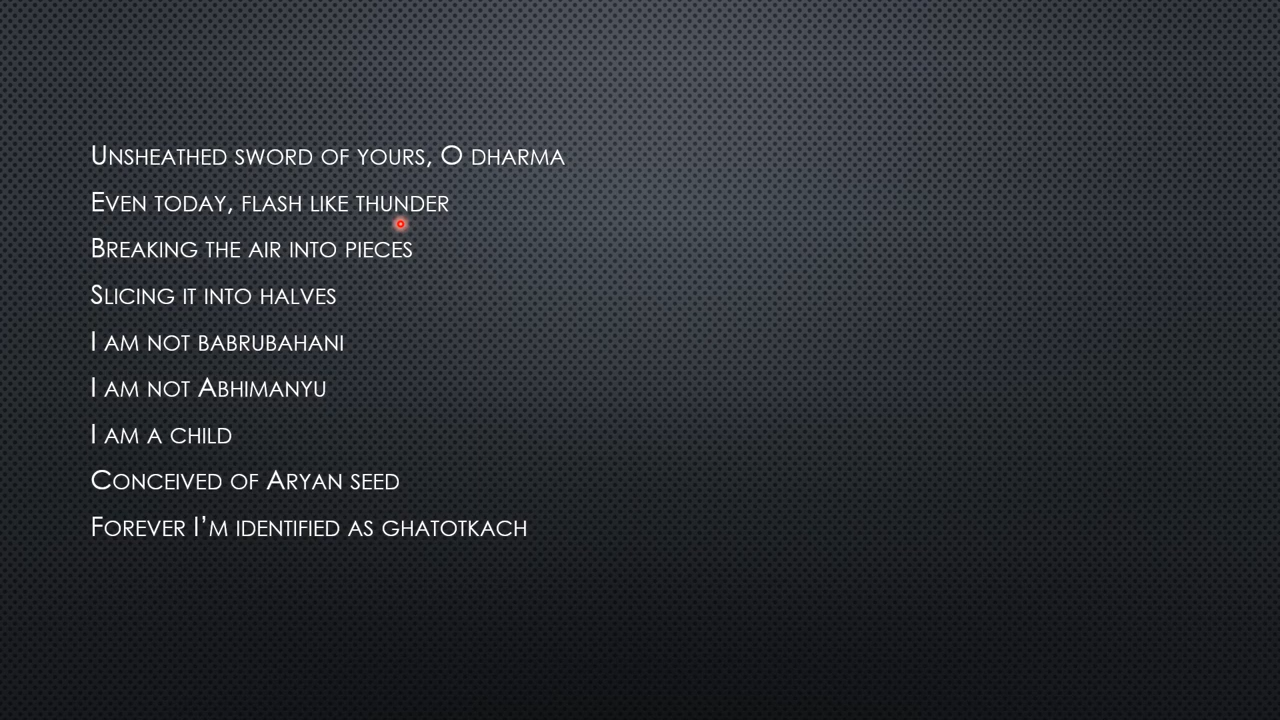 Unsheathed sword of yours, O dharma
Even today, flash like thunder
Breaking the air into pieces
Slicing it into halves
I am not babrubahani
I am not Abhimanyu
I am a child
Conceived of Aryan seed
Forever I’m identified as ghatotkach